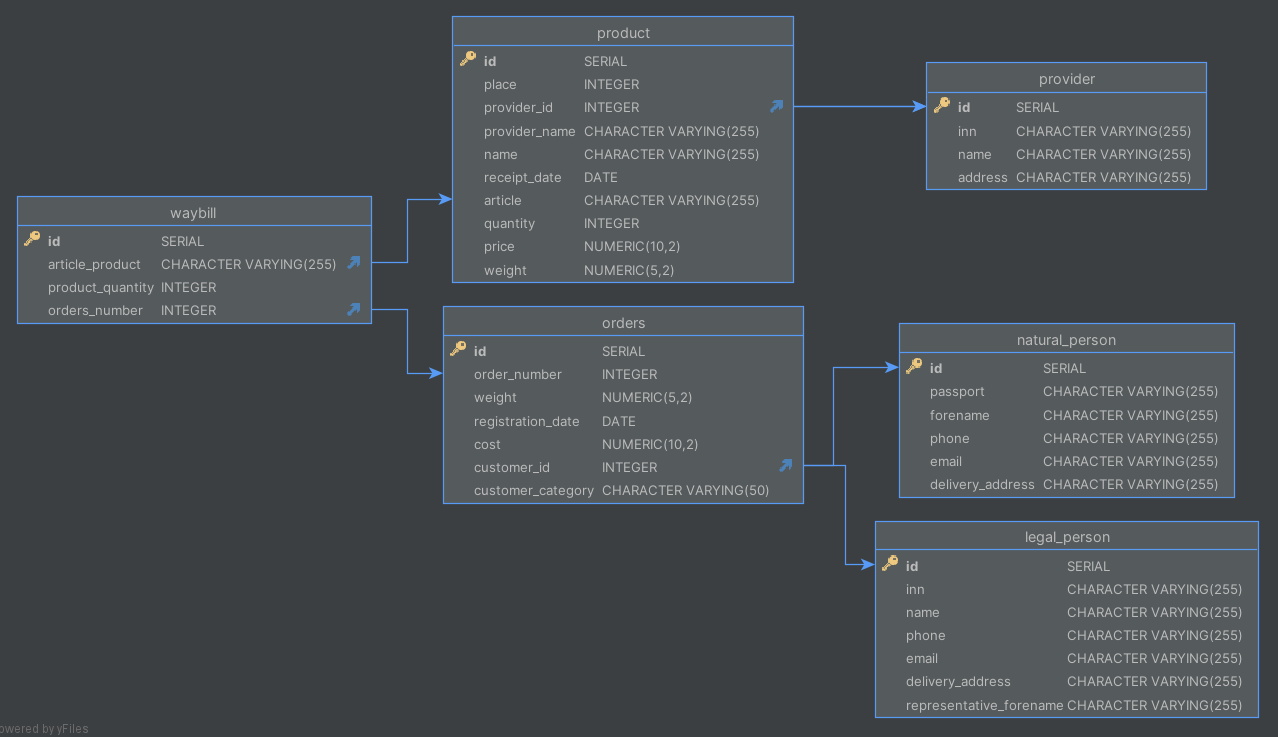 product
id SERIAL
place INTEGER
provider_id INTEGER
provider_name CHARACTER VARYING(255)
name CHARACTER VARYING(255)
receipt_date DATE
article CHARACTER VARYING(255)
quantity INTEGER
price NUMERIC(10,2)
weight NUMERIC(5,2)
provider
id SERIAL
inn CHARACTER VARYING(255)
name CHARACTER VARYING(255)
address CHARACTER VARYING(255)
waybill
id SERIAL
article_product CHARACTER VARYING(255)
product_quantity INTEGER
orders_number INTEGER
orders
id SERIAL
order_number INTEGER
weight NUMERIC(5,2)
registration_date DATE
cost NUMERIC(10,2)
customer_id INTEGER
customer_category CHARACTER VARYING(50)
natural_person
id SERIAL
passport CHARACTER VARYING(255)
forename CHARACTER VARYING(255)
phone CHARACTER VARYING(255)
email CHARACTER VARYING(255)
delivery_address CHARACTER VARYING(255)
legal_person
id SERIAL
inn CHARACTER VARYING(255)
name CHARACTER VARYING(255)
phone CHARACTER VARYING(255)
email CHARACTER VARYING(255)
delivery_address CHARACTER VARYING(255)
representative_forename CHARACTER VARYING(255)
owered by yFiles